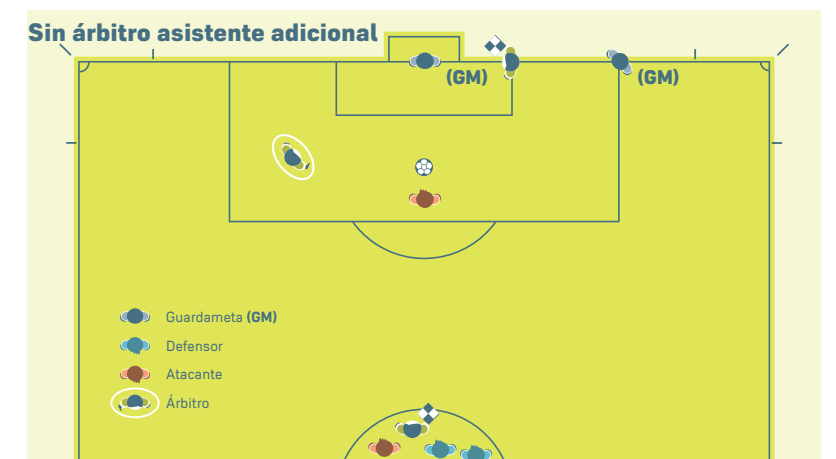 Sin árbitro asistente adicional
(GM)
(GM)
Guardameta (GM)
Defensor
Atacante
Árbitro